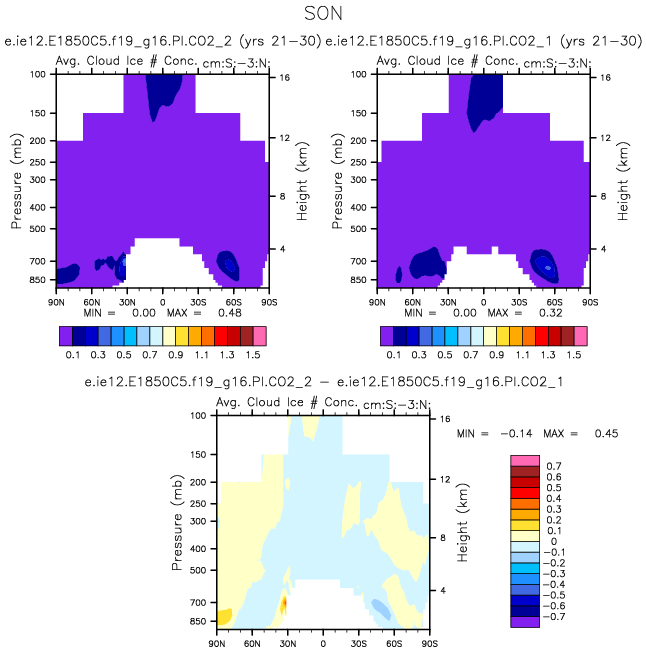 SON
e.ie12.E1850C5.f19_g16.PI.CO2_2 (yrs 21-30) e.ie12.E1850C5.f19_g16.PI.CO2_1 (yrs 21-30)
Avg. Cloud Ice # Conc. cm:S:-3:N: Avg. Cloud Ice # Conc. cm:S:-3:N:
100 16 100 16
150 150
12 12
200 200
250 250
300 300
8 8
400 400
500 500
4 4
700 700
850 850
Pressure (mb) Height (km) Pressure (mb) Height (km)
90N 60N 30N 0 30S 60S 90S 90N 60N 30N 0 30S 60S 90S
MIN = 0.00 MAX = 0.48 MIN = 0.00 MAX = 0.32
0.1 0.3 0.5 0.7 0.9 1.1 1.3 1.5 0.1 0.3 0.5 0.7 0.9 1.1 1.3 1.5
e.ie12.E1850C5.f19_g16.PI.CO2_2 - e.ie12.E1850C5.f19_g16.PI.CO2_1
Avg. Cloud Ice # Conc. cm:S:-3:N:
100 16
150
12
200
250
300
8
400
500
4
700
850
Pressure (mb) Height (km)
90N 60N 30N 0 30S 60S 90S
MIN = -0.14 MAX = 0.45
0.7
0.6
0.5
0.4
0.3
0.2
0.1
0
-0.1
-0.2
-0.3
-0.4
-0.5
-0.6
-0.7